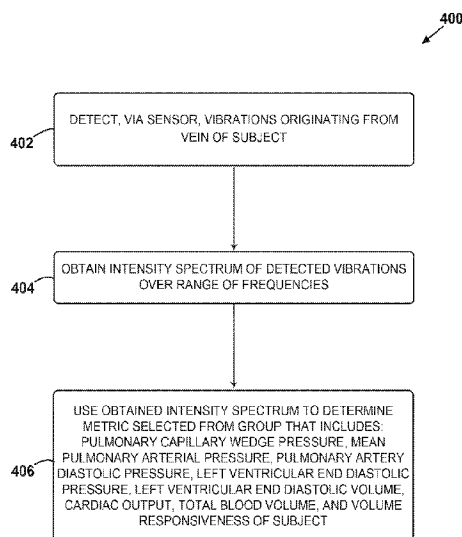 400
402
DETECT, VIA SENSOR, VIBRATIONS ORIGINATING FROM
VEIN OF SUBJECT
404
OBTAIN INTENSITY SPECTRUM OF DETECTED VIBRATIONS
OVER RANGE OF FREQUENCIES
406
USE OBTAINED INTENSITY SPECTRUM TO DETERMINE
METRIC SELECTED FROM GROUP THAT INCLUDES:
PULMONARY CAPILLARY WEDGE PRESSURE, MEAN
PULMONARY ARTERIAL PRESSURE, PULMONARY ARTERY
DIASTOLIC PRESSURE, LEFT VENTRICULAR END DIASTOLIC
PRESSURE, LEFT VENTRICULAR END DIASTOLIC VOLUME,
CARDIAC OUTPUT, TOTAL BLOOD VOLUME, AND VOLUME
RESPONSIVENESS OF SUBJECT